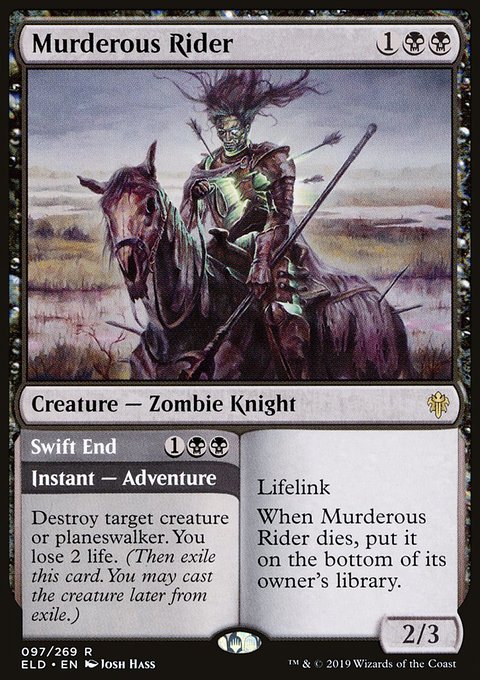 Murderous Rider 1
Creature — Zombie Knight
Swift End 1
Instant — Adventure
Destroy target creature
or planeswalker. You
lose 2 life. (Then exile
this card. You may cast
the creature later from
exile.)
Lifelink
When Murderous
Rider dies, put it
on the bottom of its
owner's library.
2/3
097/269 R
ELD • EN Josh Hass
™ & © 2019 Wizards of the Coast